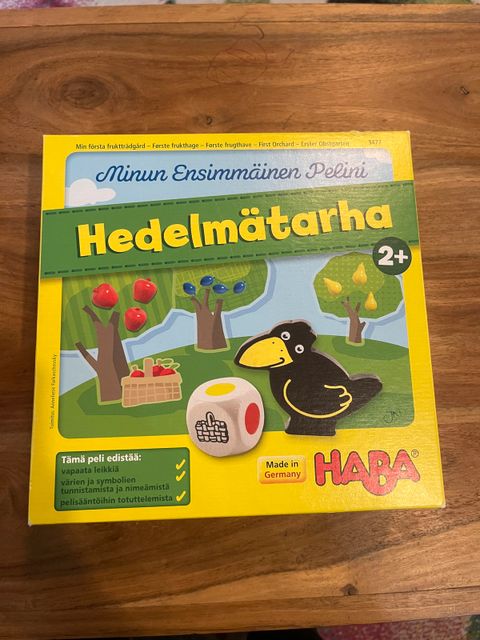 Min första fruktträdgård – Første frukthage – Første frugthave – First Orchard – Erster Obstgarten
3477
Minun Ensimmäinen Pelini
Hedelmätarha
2+
Tämä peli edistää:
vapaata leikkiä
värien ja symbolien
tunnistamista ja nimeämistä
pelisääntöihin totuttelemista
Made in
Germany
HABA®